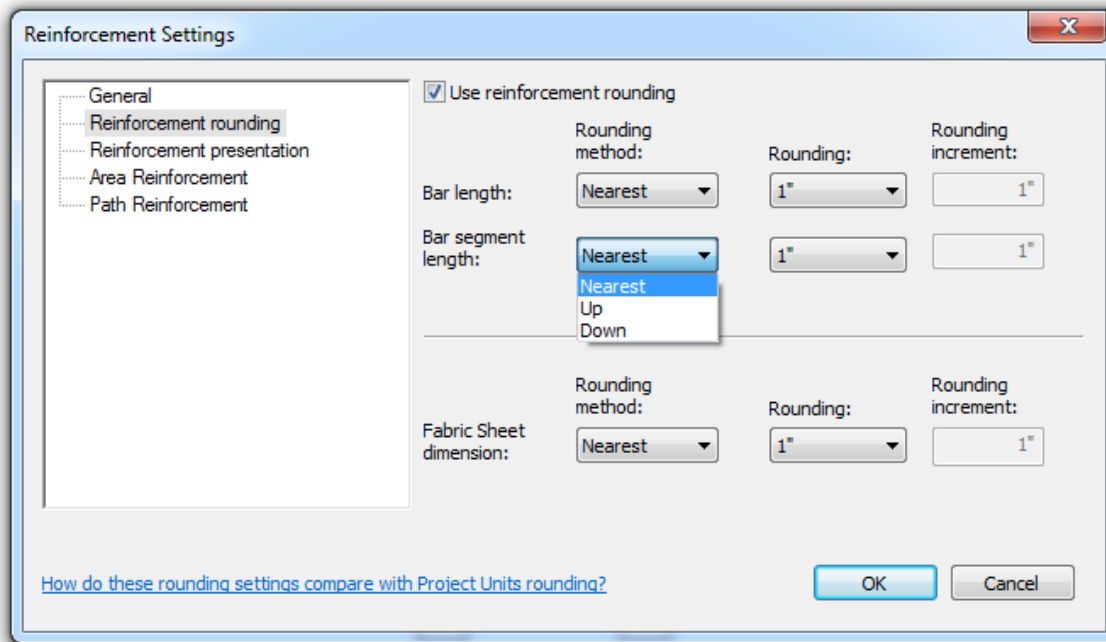 Reinforcement Settings
General
Reinforcement rounding
Reinforcement presentation
Area Reinforcement
Path Reinforcement
Use reinforcement rounding
Rounding method:
Rounding:
Rounding increment:
Bar length:
Nearest
1"
1"
Bar segment length:
Nearest
1"
1"
Nearest
Up
Down
Rounding method:
Rounding:
Rounding increment:
Fabric Sheet dimension:
Nearest
1"
1"
How do these rounding settings compare with Project Units rounding?
OK
Cancel